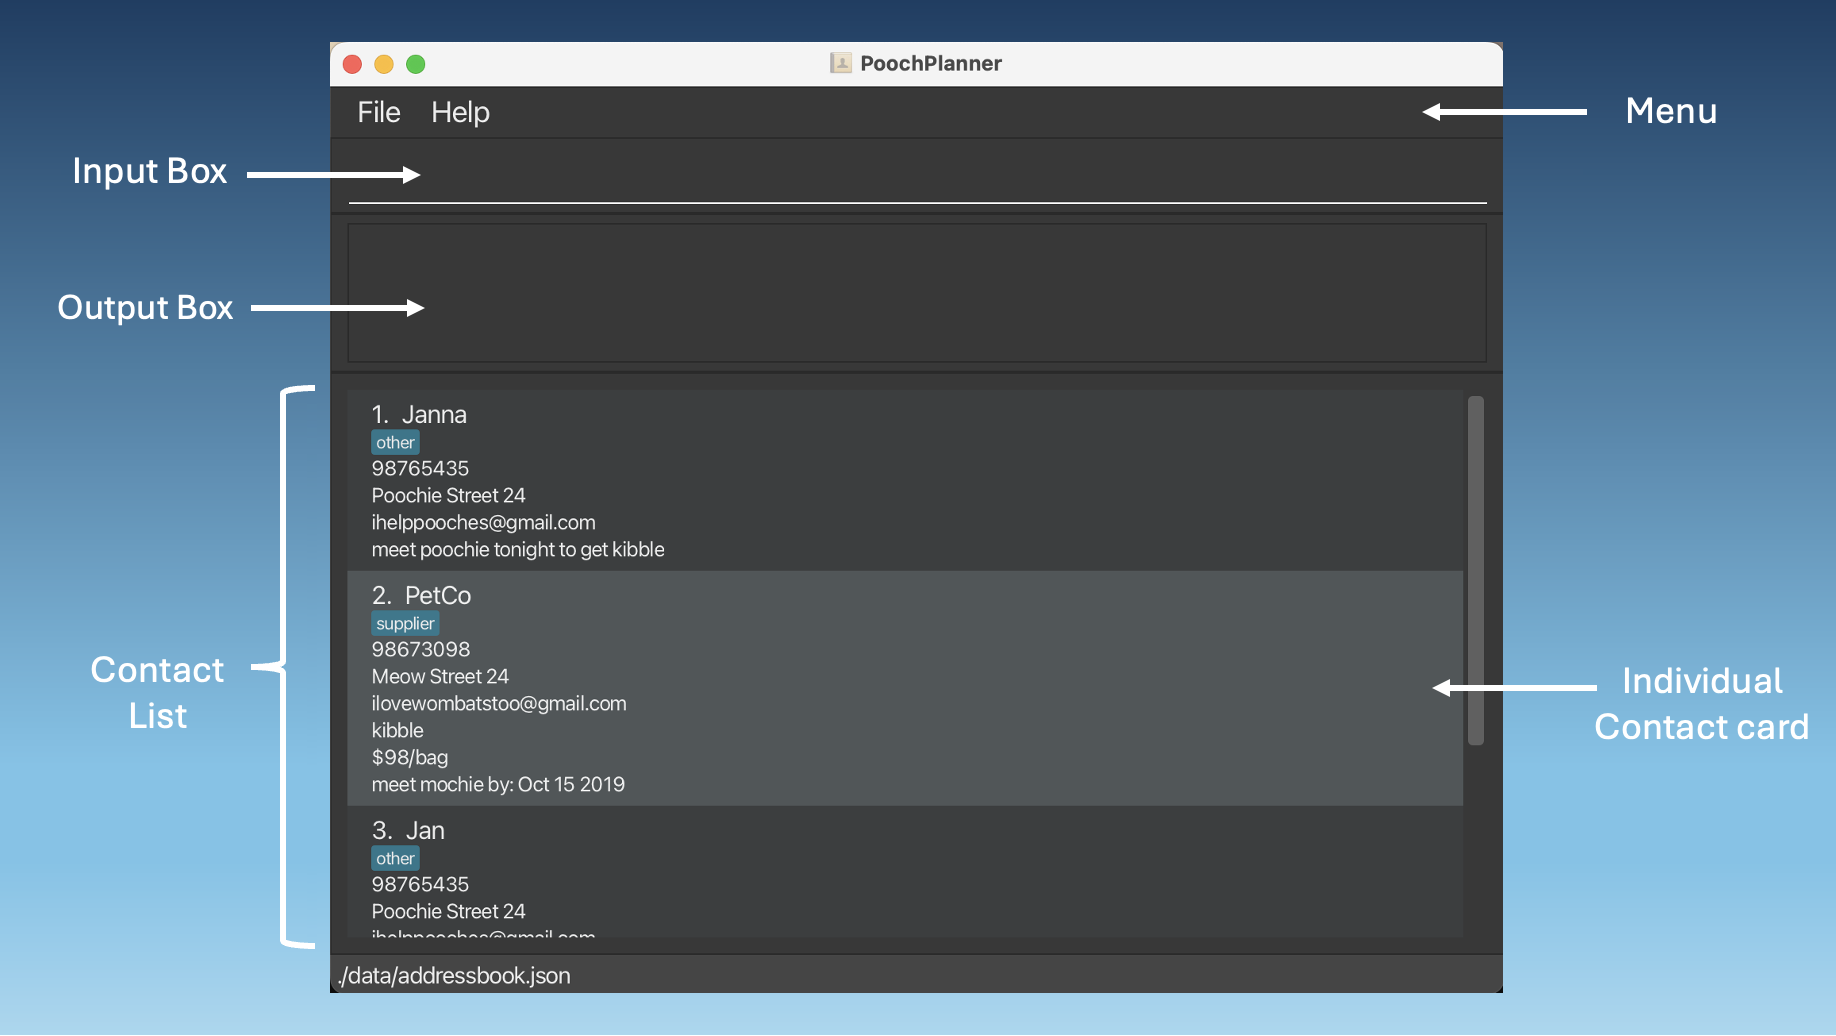 PoochPlanner
File Help
Menu
Input Box
Output Box
Contact
List
1. Janna
other
98765435
Poochie Street 24
ihelppooches@gmail.com
meet poochie tonight to get kibble
2. PetCo
supplier
98673098
Meow Street 24
ilovewombatstoo@gmail.com
kibble
$98/bag
meet mochie by: Oct 15 2019
Individual
Contact card
3. Jan
other
98765435
Poochie Street 24
ihelppooches@gmail.com
./data/addressbook.json